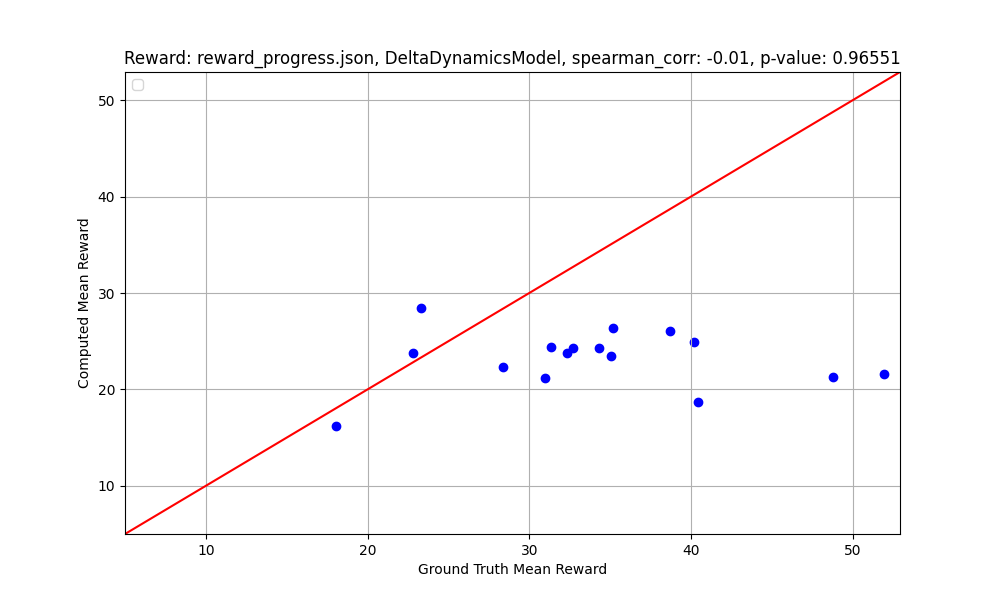 Reward: reward_progress.json, DeltaDynamicsModel, spearman_corr: -0.01, p-value: 0.96551
50
40
30
20
10
Computed Mean Reward
10 20 30 40 50
Ground Truth Mean Reward